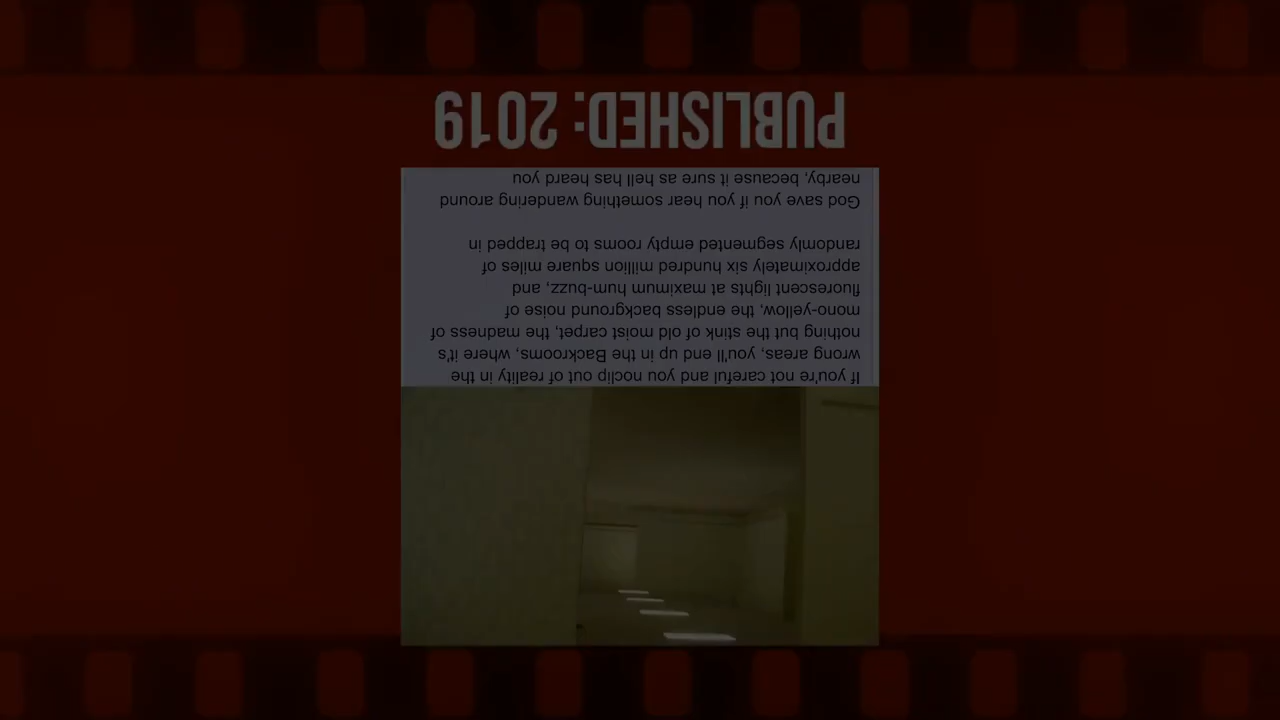 If you're not careful and you noclip out of reality in the
wrong areas, you'll end up in the Backrooms, where it's
nothing but the stink of old moist carpet, the madness of
mono-yellow, the endless background noise of
fluorescent lights at maximum hum-buzz, and
approximately six hundred million square miles of
randomly segmented empty rooms to be trapped in
God save you if you hear something wandering around
nearby, because it sure as hell has heard you
PUBLISHED: 2019